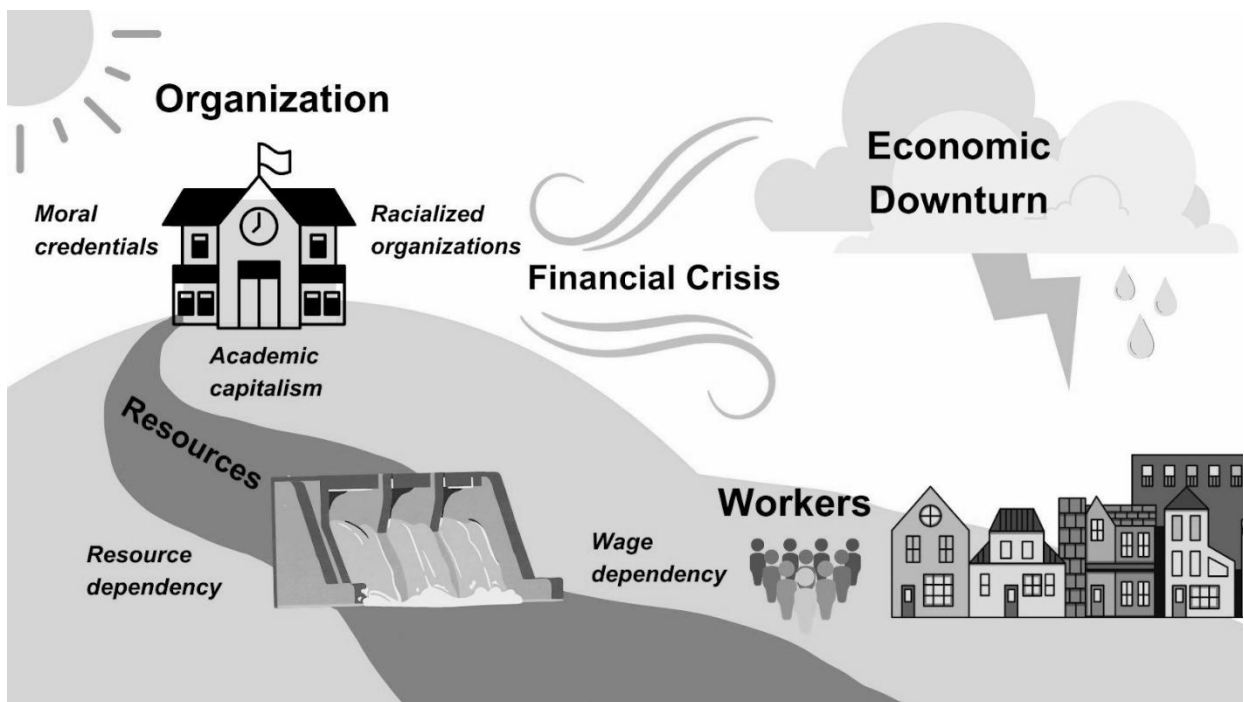 Organization
Moral
credentials
Racialized
organizations
Academic
capitalism
Economic
Downturn
Financial Crisis
Resources
Resource
dependency
Wage
dependency
Workers